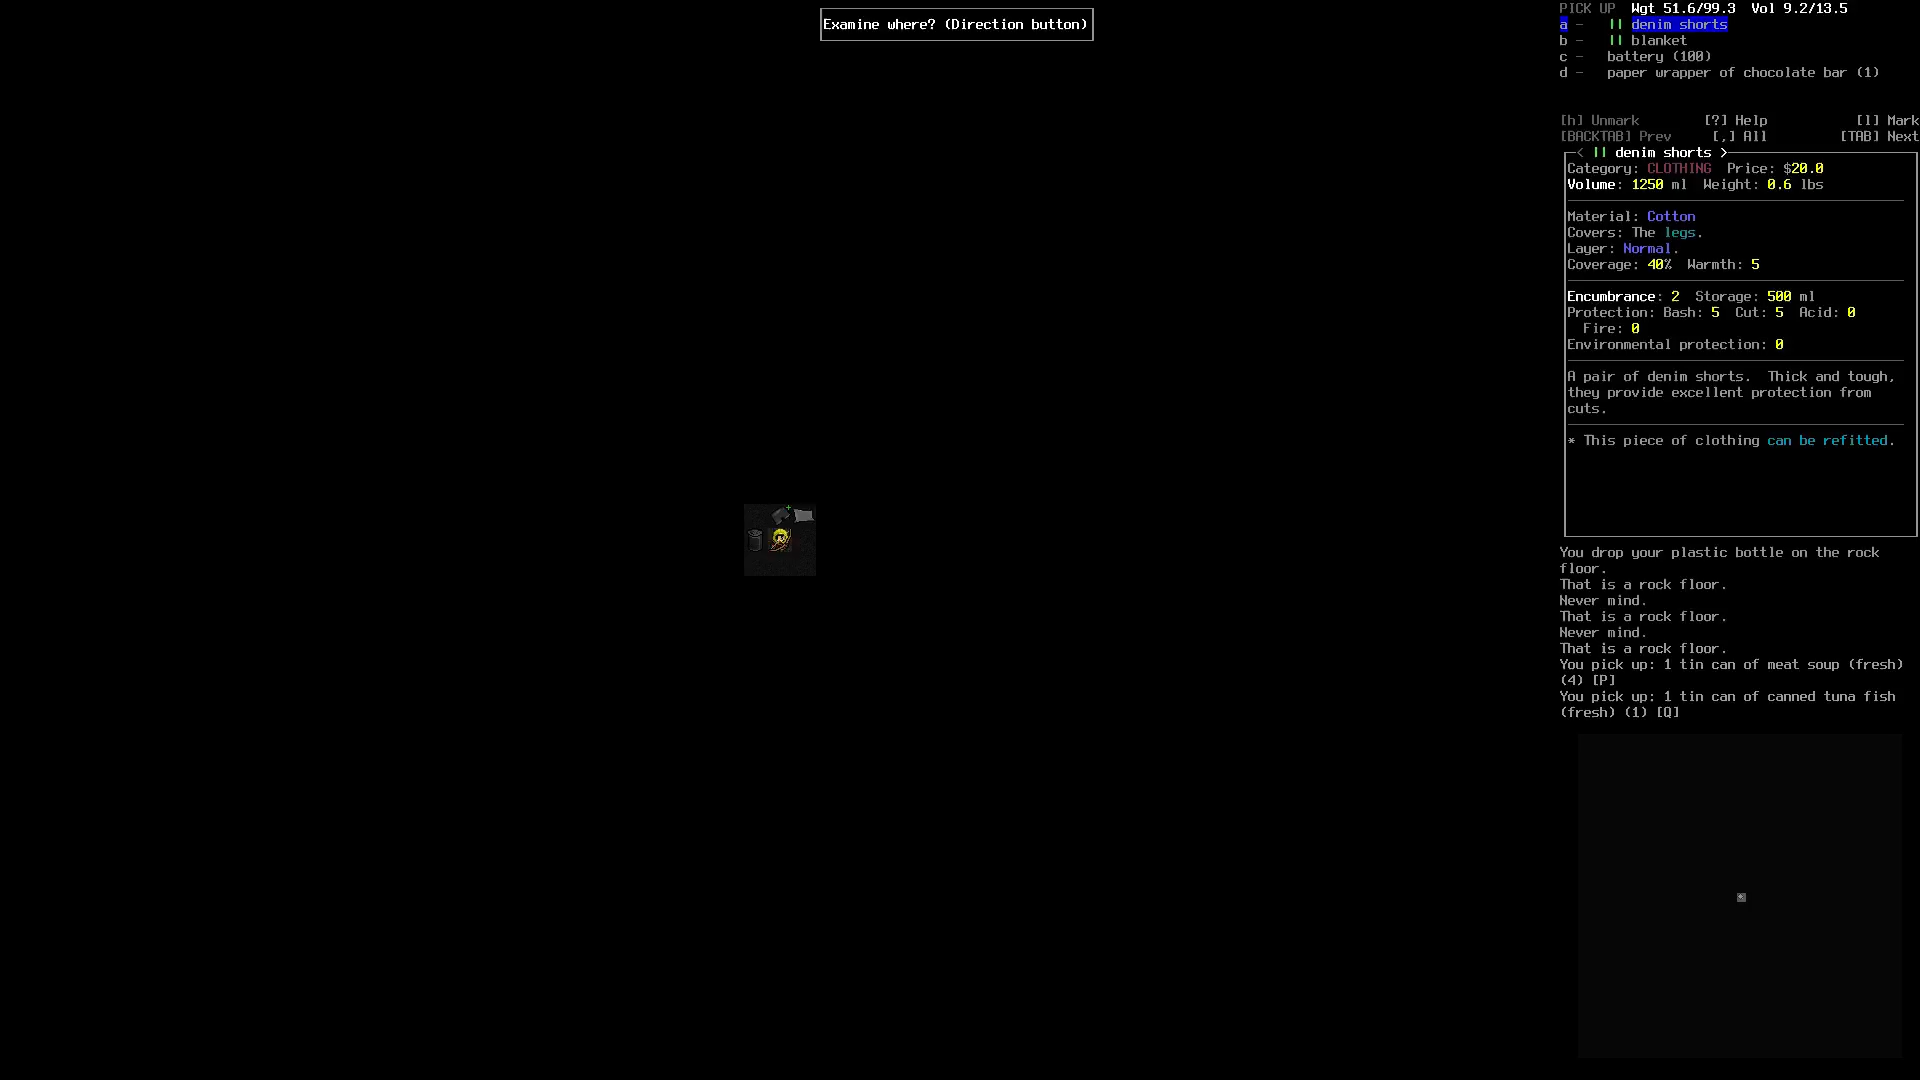 Examine where? (Direction button)
PICK UP  Wgt 51.6/99.3  Vol 9.2/13.5
a -   || denim shorts
b -   || blanket
c -   battery (100)
d -   paper wrapper of chocolate bar (1)
[h] Unmark        [?] Help           [l] Mark
[BACKTAB] Prev     [,] All         [TAB] Next
< || denim shorts >
Category: CLOTHING  Price: $20.0
Volume: 1250 ml  Weight: 0.6 lbs
Material: Cotton
Covers: The legs.
Layer: Normal.
Coverage: 40%  Warmth: 5
Encumbrance: 2  Storage: 500 ml
Protection: Bash: 5  Cut: 5  Acid: 0
Fire: 0
Environmental protection: 0
A pair of denim shorts.  Thick and tough,
they provide excellent protection from
cuts.
* This piece of clothing can be refitted.
You drop your plastic bottle on the rock
floor.
That is a rock floor.
Never mind.
That is a rock floor.
Never mind.
That is a rock floor.
You pick up: 1 tin can of meat soup (fresh)
(4) [P]
You pick up: 1 tin can of canned tuna fish
(fresh) (1) [Q]